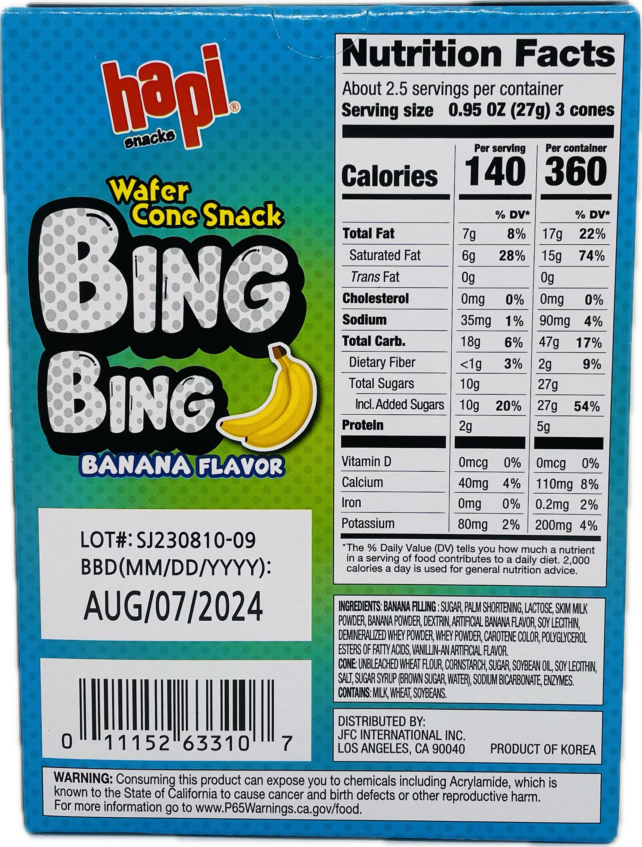 hapi®
snacks
Wafer
Cone Snack
BING
BING
BANANA FLAVOR
LOT#: SJ230810-09
BBD(MM/DD/YYYY):
AUG/07/2024
0 11152 63310 7
Nutrition Facts
About 2.5 servings per container
Serving size 0.95 OZ (27g) 3 cones
Per serving Per container
Calories 140 360
% DV* % DV*
Total Fat 7g 8% 17g 22%
Saturated Fat 6g 28% 15g 74%
Trans Fat 0g 0g
Cholesterol 0mg 0% 0mg 0%
Sodium 35mg 1% 90mg 4%
Total Carb. 18g 6% 47g 17%
Dietary Fiber <1g 3% 2g 9%
Total Sugars 10g 27g
Incl. Added Sugars 10g 20% 27g 54%
Protein 2g 5g
Vitamin D 0mcg 0% 0mcg 0%
Calcium 40mg 4% 110mg 8%
Iron 0mg 0% 0.2mg 2%
Potassium 80mg 2% 200mg 4%
*The % Daily Value (DV) tells you how much a nutrient
in a serving of food contributes to a daily diet. 2,000
calories a day is used for general nutrition advice.
INGREDIENTS: BANANA FILLING : SUGAR, PALM SHORTENING, LACTOSE, SKIM MILK
POWDER, BANANA POWDER, DEXTRIN, ARTIFICIAL BANANA FLAVOR, SOY LECITHIN,
DEMINERALIZED WHEY POWDER, WHEY POWDER, CAROTENE COLOR, POLYGLYCEROL
ESTERS OF FATTY ACIDS, VANILLIN-AN ARTIFICIAL FLAVOR.
CONE: UNBLEACHED WHEAT FLOUR, CORNSTARCH, SUGAR, SOYBEAN OIL, SOY LECITHIN,
SALT, SUGAR SYRUP (BROWN SUGAR, WATER), SODIUM BICARBONATE, ENZYMES.
CONTAINS: MILK, WHEAT, SOYBEANS.
DISTRIBUTED BY:
JFC INTERNATIONAL INC.
LOS ANGELES, CA 90040 PRODUCT OF KOREA
WARNING: Consuming this product can expose you to chemicals including Acrylamide, which is
known to the State of California to cause cancer and birth defects or other reproductive harm.
For more information go to www.P65Warnings.ca.gov/food.